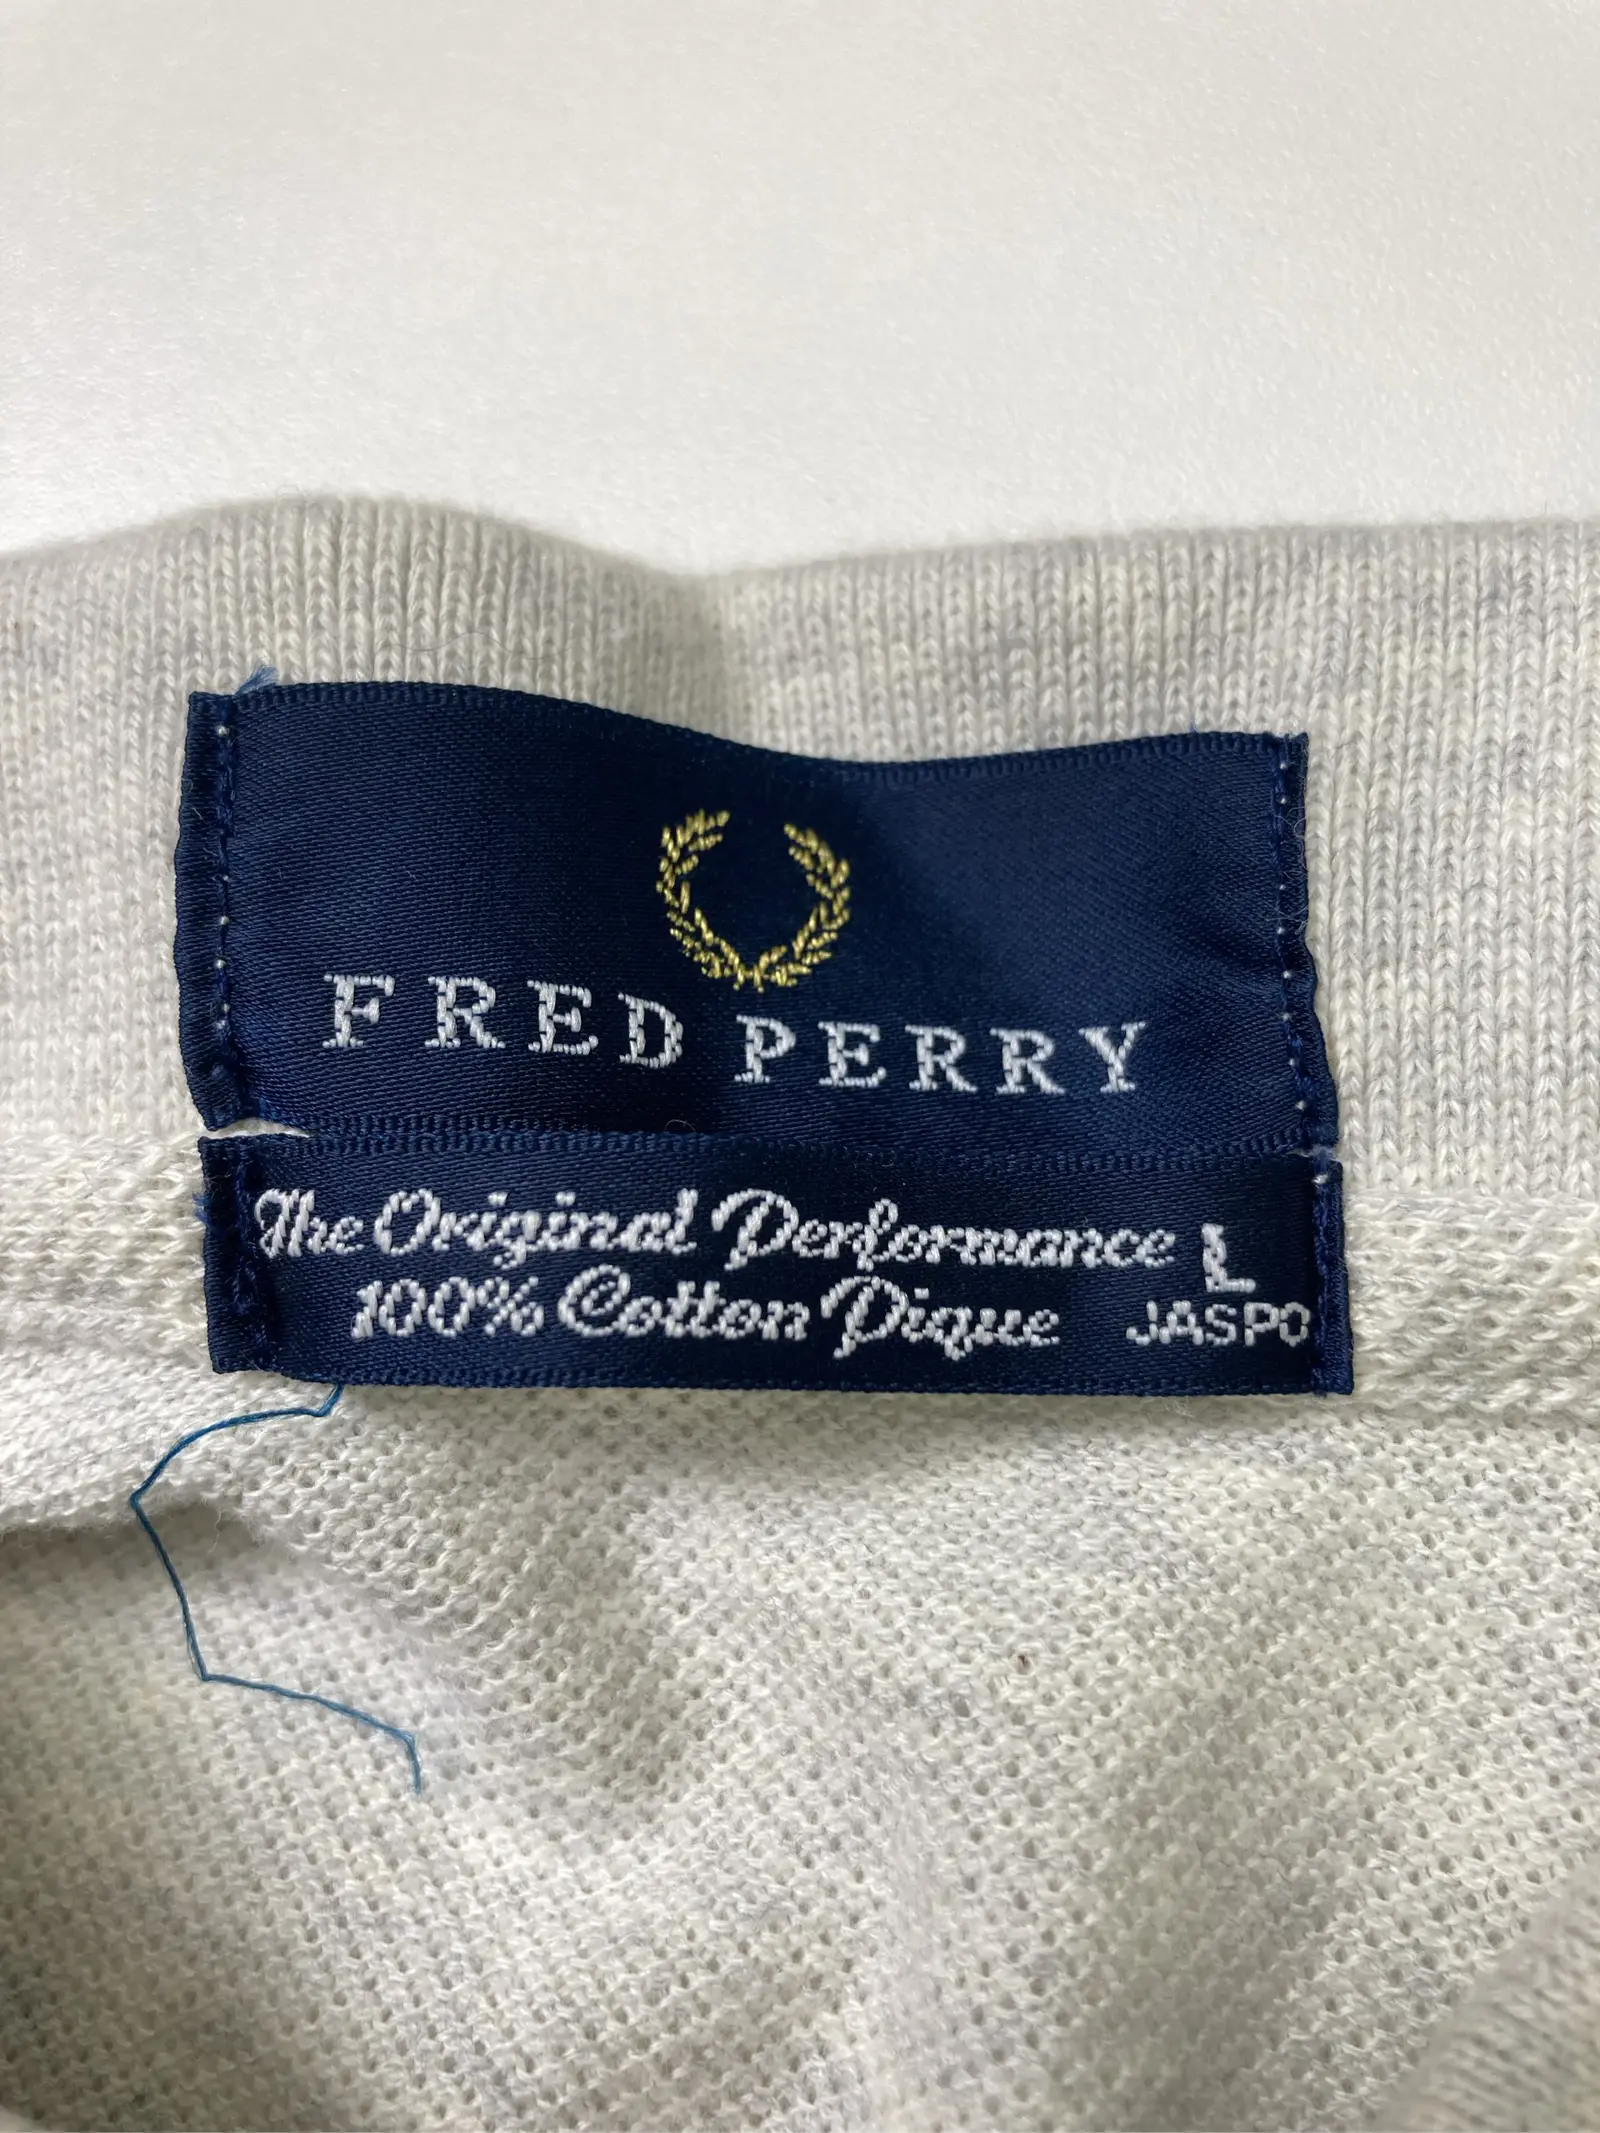 FRED PERRY
The Original Performance L
100% Cotton Pique JASPO